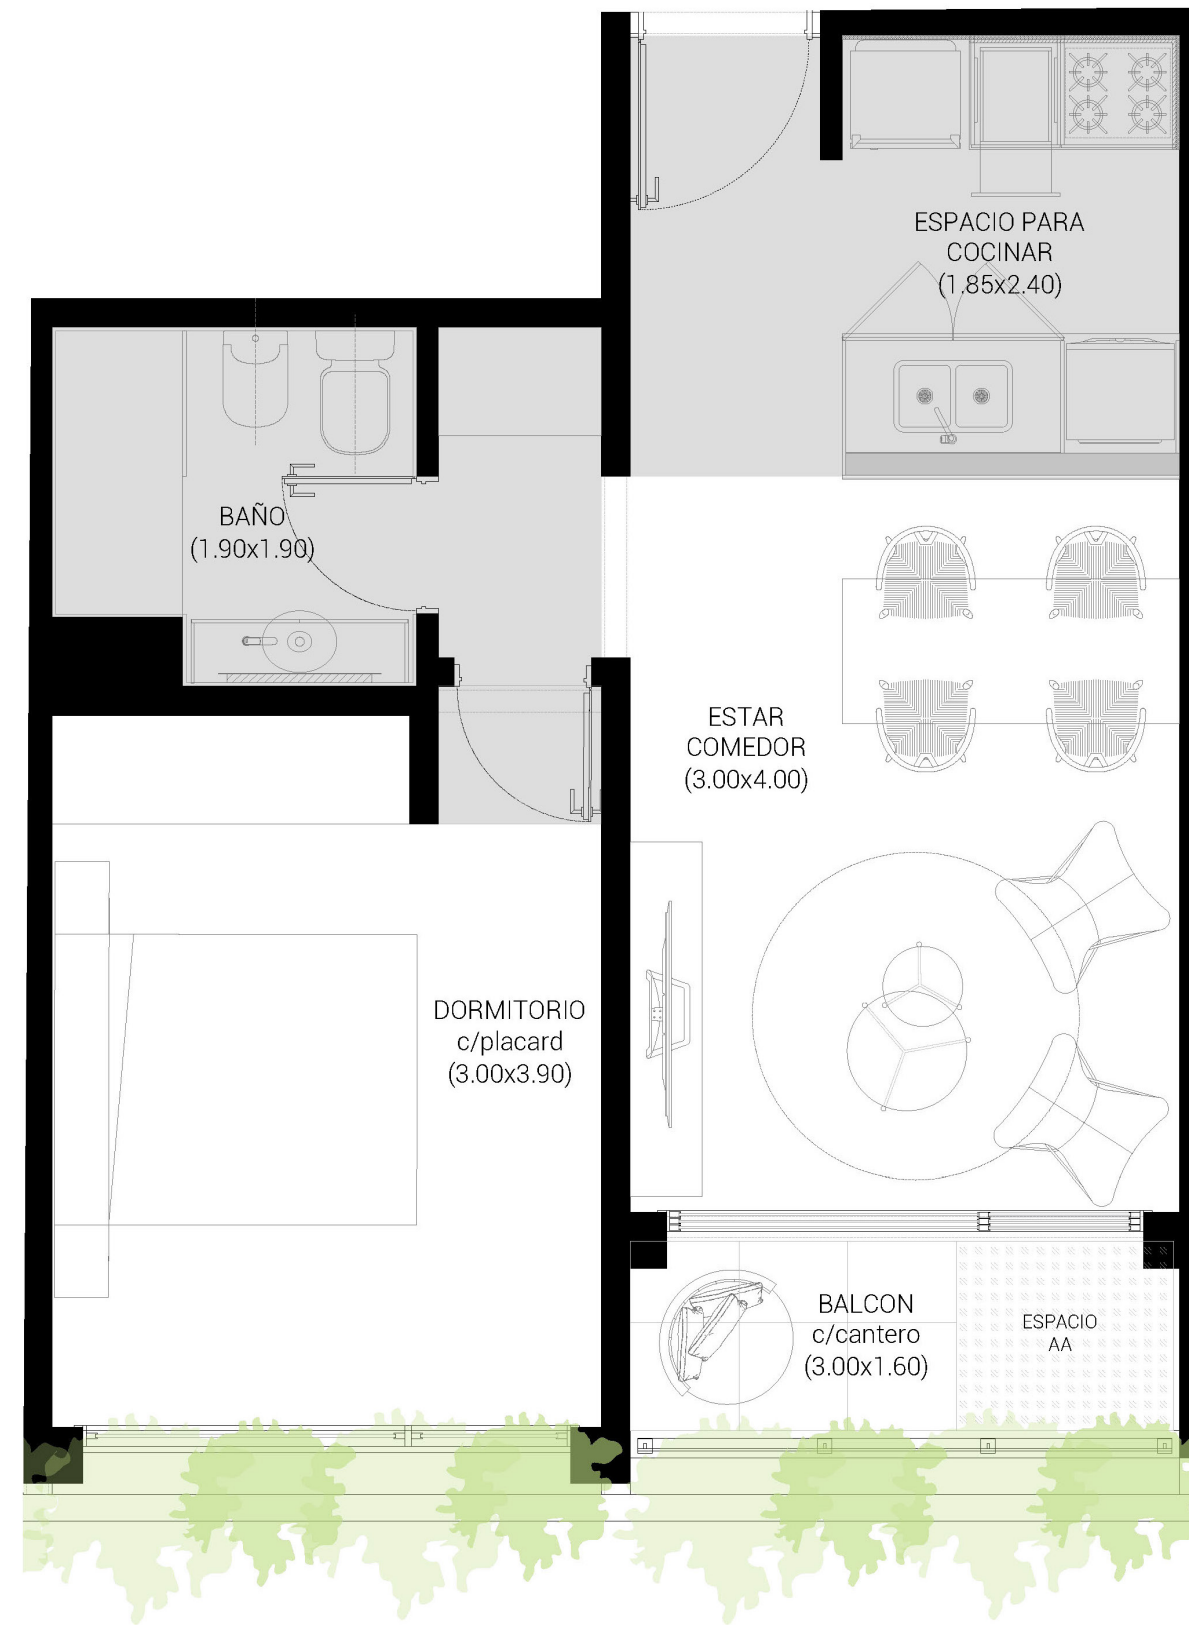 ESPACIO PARA
COCINAR
(1.85x2.40)
BAÑO
(1.90x1.90)
ESTAR
COMEDOR
(3.00x4.00)
DORMITORIO
c/placard
(3.00x3.90)
BALCON
c/cantero
(3.00x1.60)
ESPACIO
AA